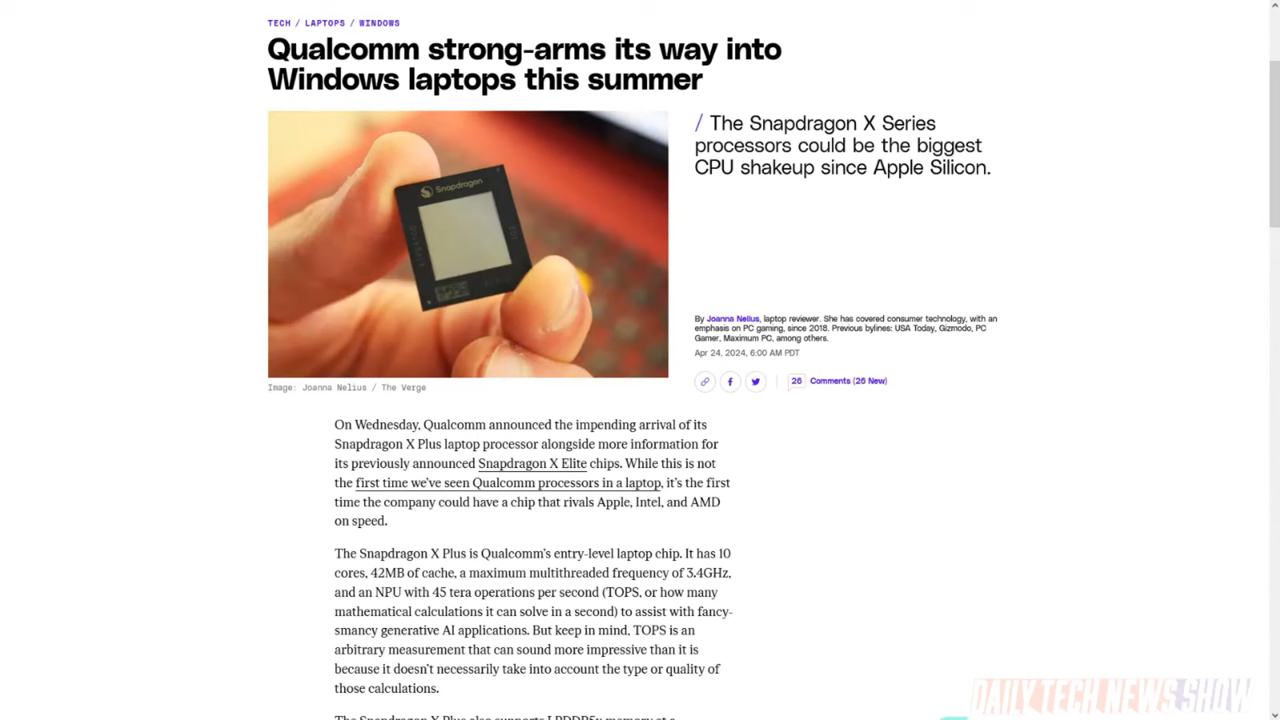 TECH / LAPTOPS / WINDOWS
Qualcomm strong-arms its way into
Windows laptops this summer
Snapdragon
/ The Snapdragon X Series
processors could be the biggest
CPU shakeup since Apple Silicon.
By Joanna Nelius, laptop reviewer. She has covered consumer technology, with an
emphasis on PC gaming, since 2018. Previous bylines: USA Today, Gizmodo, PC
Gamer, Maximum PC, among others.
Apr 24, 2024, 6:00 AM PDT
26 Comments (26 New)
Image: Joanna Nelius / The Verge
On Wednesday, Qualcomm announced the impending arrival of its
Snapdragon X Plus laptop processor alongside more information for
its previously announced Snapdragon X Elite chips. While this is not
the first time we've seen Qualcomm processors in a laptop, it's the first
time the company could have a chip that rivals Apple, Intel, and AMD
on speed.
The Snapdragon X Plus is Qualcomm's entry-level laptop chip. It has 10
cores, 42MB of cache, a maximum multithreaded frequency of 3.4GHz,
and an NPU with 45 tera operations per second (TOPS, or how many
mathematical calculations it can solve in a second) to assist with fancy-
smancy generative AI applications. But keep in mind, TOPS is an
arbitrary measurement that can sound more impressive than it is
because it doesn't necessarily take into account the type or quality of
those calculations.
The Snapdragon X Plus also supports LPDDR5x memory at a
DAILY TECH NEWS SHOW